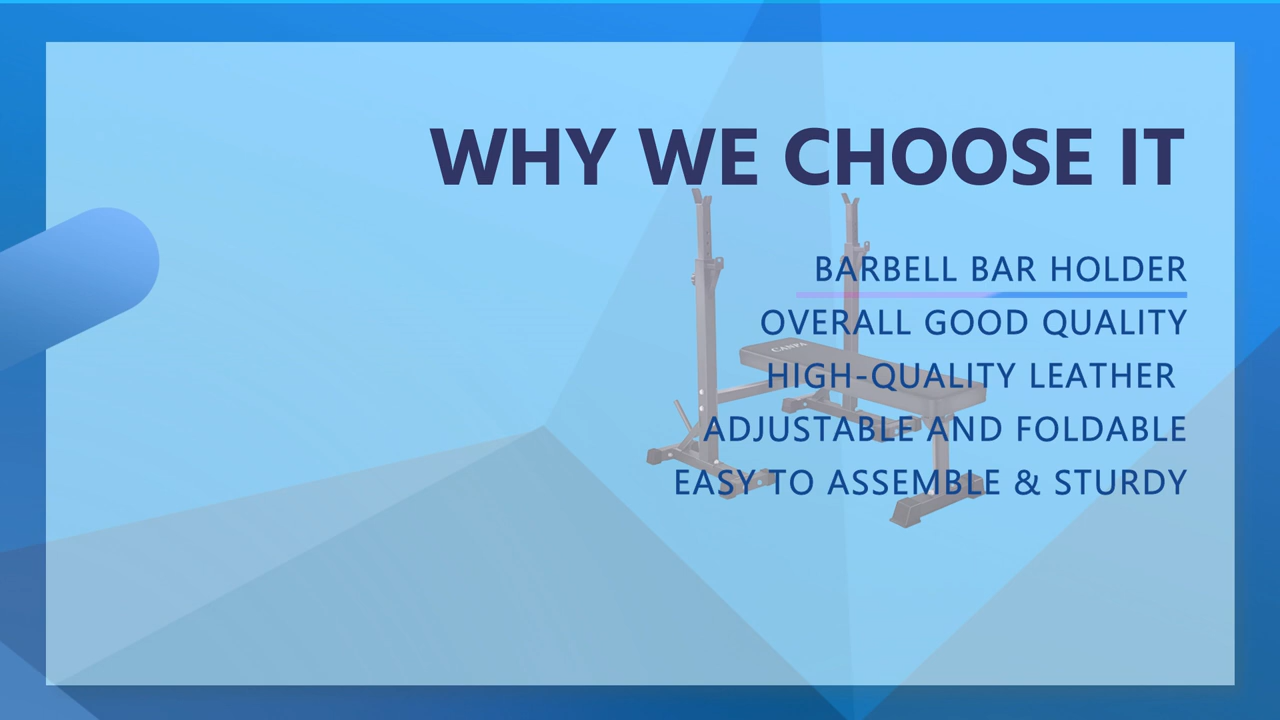 WHY WE CHOOSE IT
BARBELL BAR HOLDER
OVERALL GOOD QUALITY
HIGH-QUALITY LEATHER
ADJUSTABLE AND FOLDABLE
EASY TO ASSEMBLE & STURDY